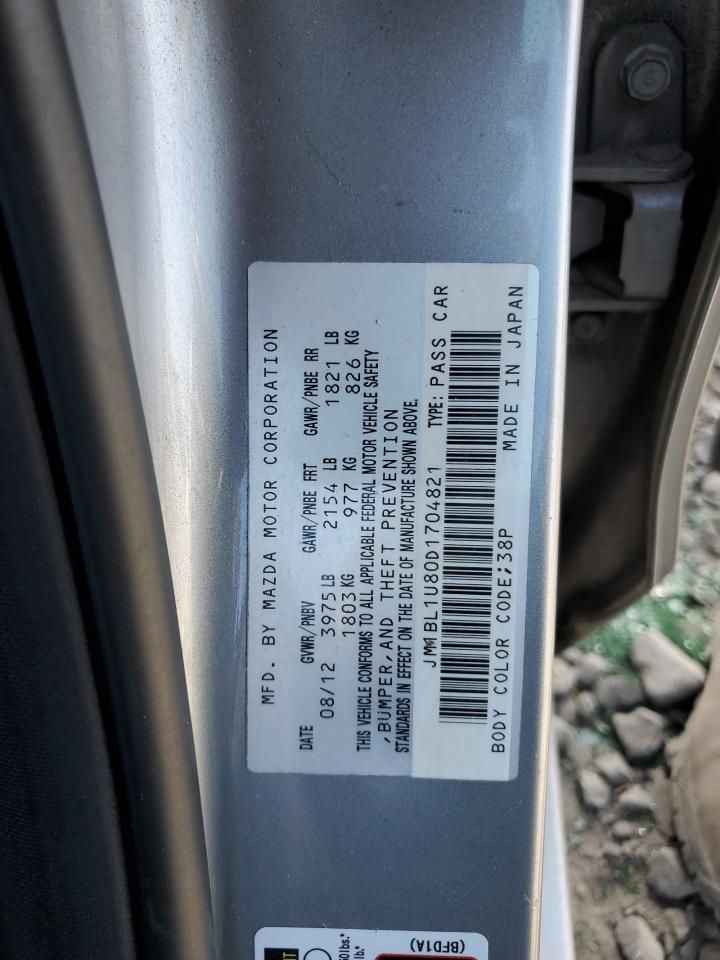 MFD. BY MAZDA MOTOR CORPORATION
DATE GVWR/PNBV GAWR/PNBE FRT GAWR/PNBE RR
08/12 3975 LB 2154 LB 1821 LB
1803 KG 977 KG 826 KG
THIS VEHICLE CONFORMS TO ALL APPLICABLE FEDERAL MOTOR VEHICLE SAFETY
, BUMPER, AND THEFT PREVENTION
STANDARDS IN EFFECT ON THE DATE OF MANUFACTURE SHOWN ABOVE.
JM1BL1U80D1704821 TYPE: PASS CAR
BODY COLOR CODE;38P MADE IN JAPAN
(BFD1A)
lb.*